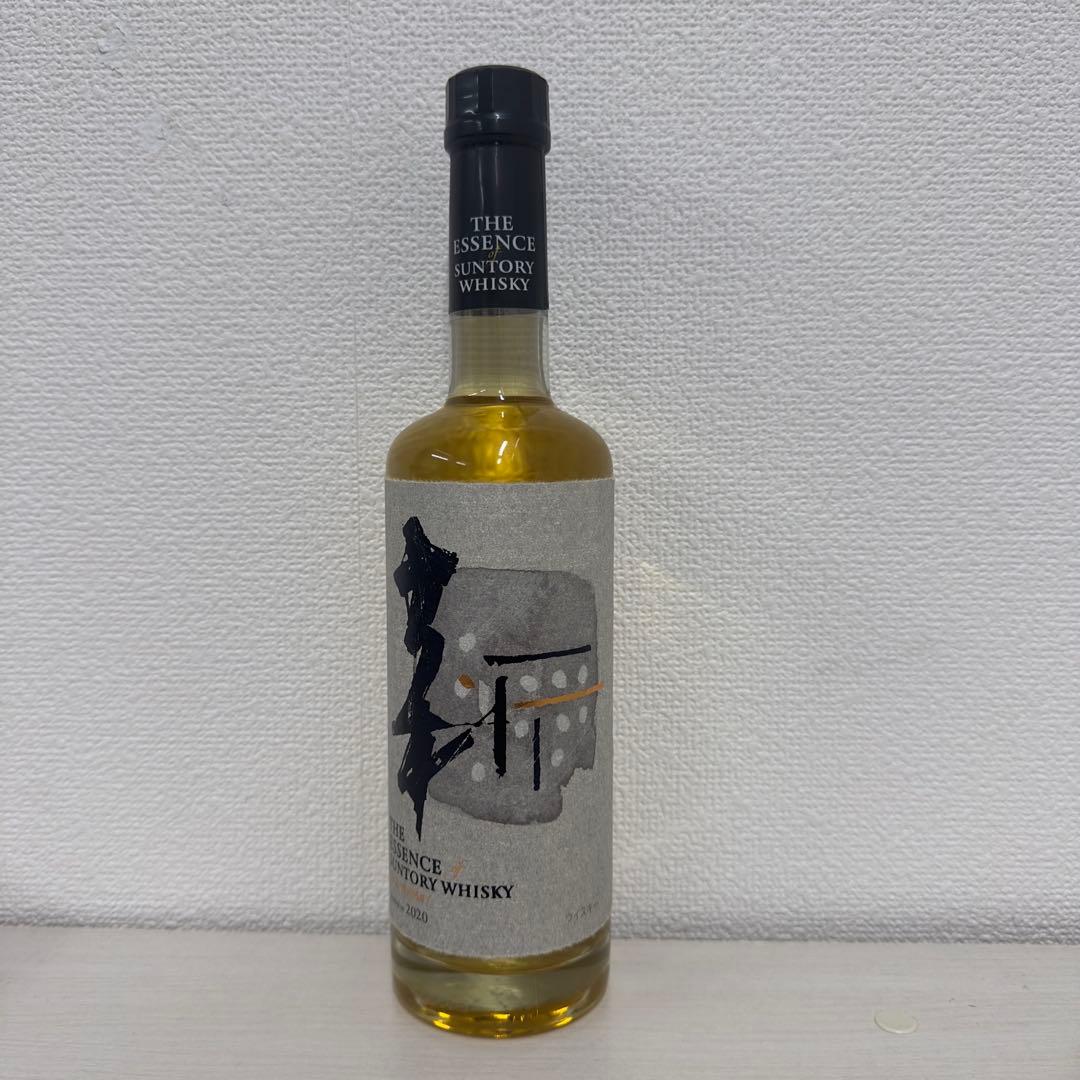 THE
ESSENCE
of
SUNTORY
WHISKY
新
THE
ESSENCE of
SUNTORY WHISKY
2020
ウイスキー